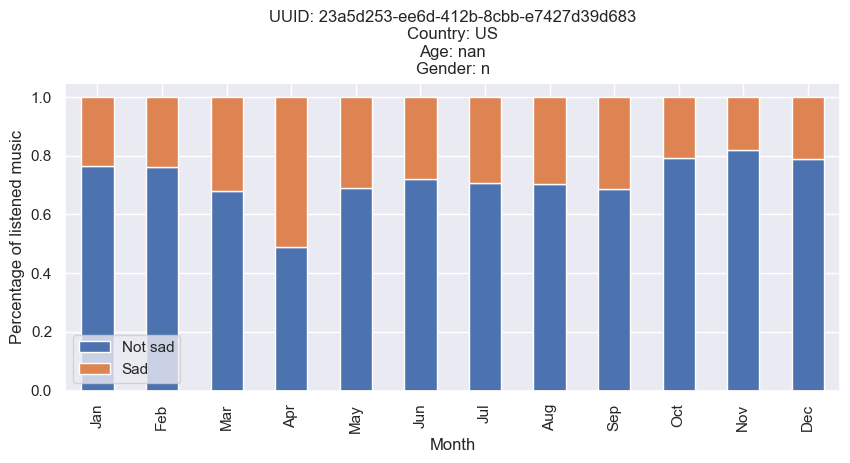 UUID: 23a5d253-ee6d-412b-8cbb-e7427d39d683
Country: US
Age: nan
Gender: n
Percentage of listened music
1.0
0.8
0.6
0.4
0.2
0.0
Not sad
Sad
Jan
Feb
Mar
Apr
May
Jun
Jul
Aug
Sep
Oct
Nov
Dec
Month